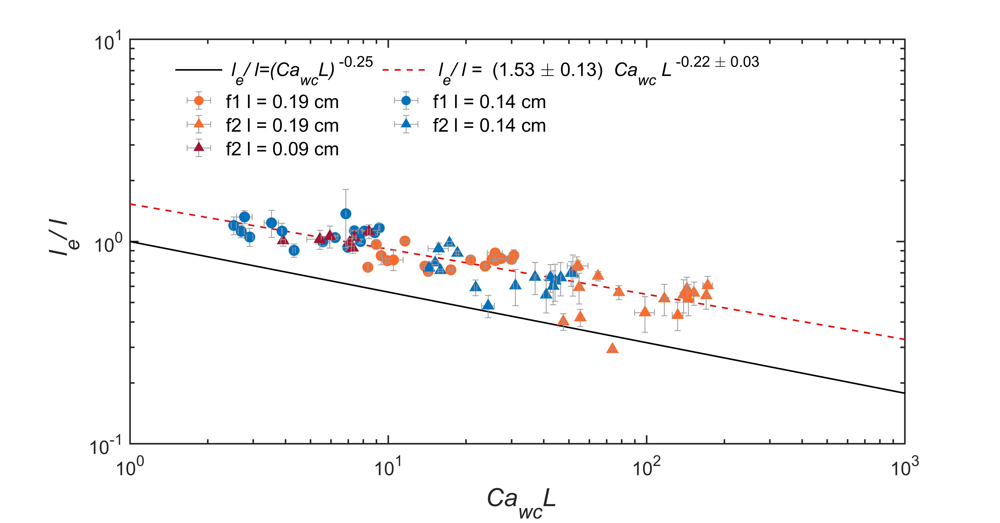 10^1
l_e/ l=(Ca_wc L)^-0.25
l_e/ l = (1.53 ± 0.13) Ca_wc L^-0.22 ± 0.03
f1 l = 0.19 cm
f1 l = 0.14 cm
f2 l = 0.19 cm
f2 l = 0.14 cm
f2 l = 0.09 cm
l_e/ l
10^0
10^-1
10^0 10^1 10^2 10^3
Ca_wc L